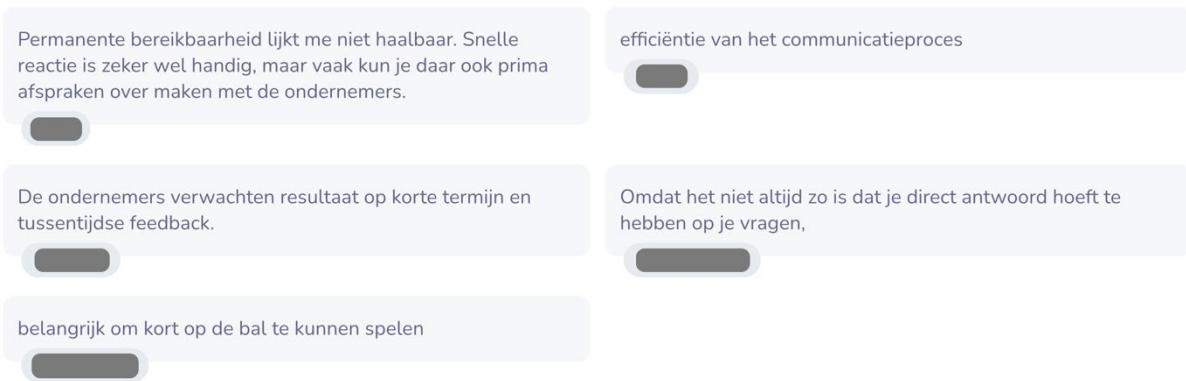 Permanente bereikbaarheid lijkt me niet haalbaar. Snelle
reactie is zeker wel handig, maar vaak kun je daar ook prima
afspraken over maken met de ondernemers.
efficiëntie van het communicatieproces
De ondernemers verwachten resultaat op korte termijn en
tussentijdse feedback.
Omdat het niet altijd zo is dat je direct antwoord hoeft te
hebben op je vragen,
belangrijk om kort op de bal te kunnen spelen